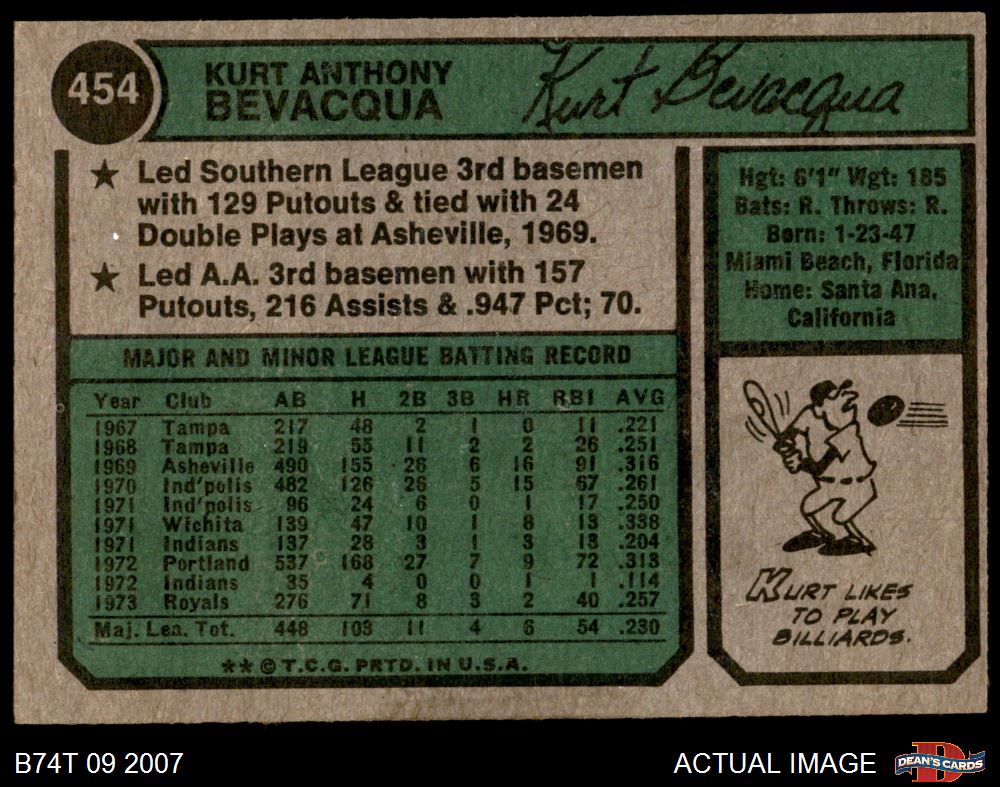 454
KURT ANTHONY
BEVACQUA
Kurt Bevacqua
★ Led Southern League 3rd basemen
with 129 Putouts & tied with 24
Double Plays at Asheville, 1969.
★ Led A.A. 3rd basemen with 157
Putouts, 216 Assists & .947 Pct; 70.
Hgt: 6'1" Wgt: 185
Bats: R. Throws: R.
Born: 1-23-47
Miami Beach, Florida
Home: Santa Ana,
California
MAJOR AND MINOR LEAGUE BATTING RECORD
Year Club AB H 2B 3B HR RBI AVG
1967 Tampa 217 48 2 1 0 11 .221
1968 Tampa 219 55 11 2 2 26 .251
1969 Asheville 490 155 26 6 16 91 .316
1970 Ind'polis 482 126 26 5 15 67 .261
1971 Ind'polis 96 24 6 0 1 17 .250
1971 Wichita 139 47 10 1 8 13 .338
1971 Indians 137 28 3 1 3 13 .204
1972 Portland 537 168 27 7 9 72 .313
1972 Indians 35 4 0 0 1 1 .114
1973 Royals 276 71 8 3 2 40 .257
Maj. Lea. Tot. 448 103 11 4 6 54 .230
** © T.C.G. PRTD. IN U.S.A.
KURT LIKES
TO PLAY
BILLIARDS.
B74T 09 2007
ACTUAL IMAGE
DEAN'S CARDS